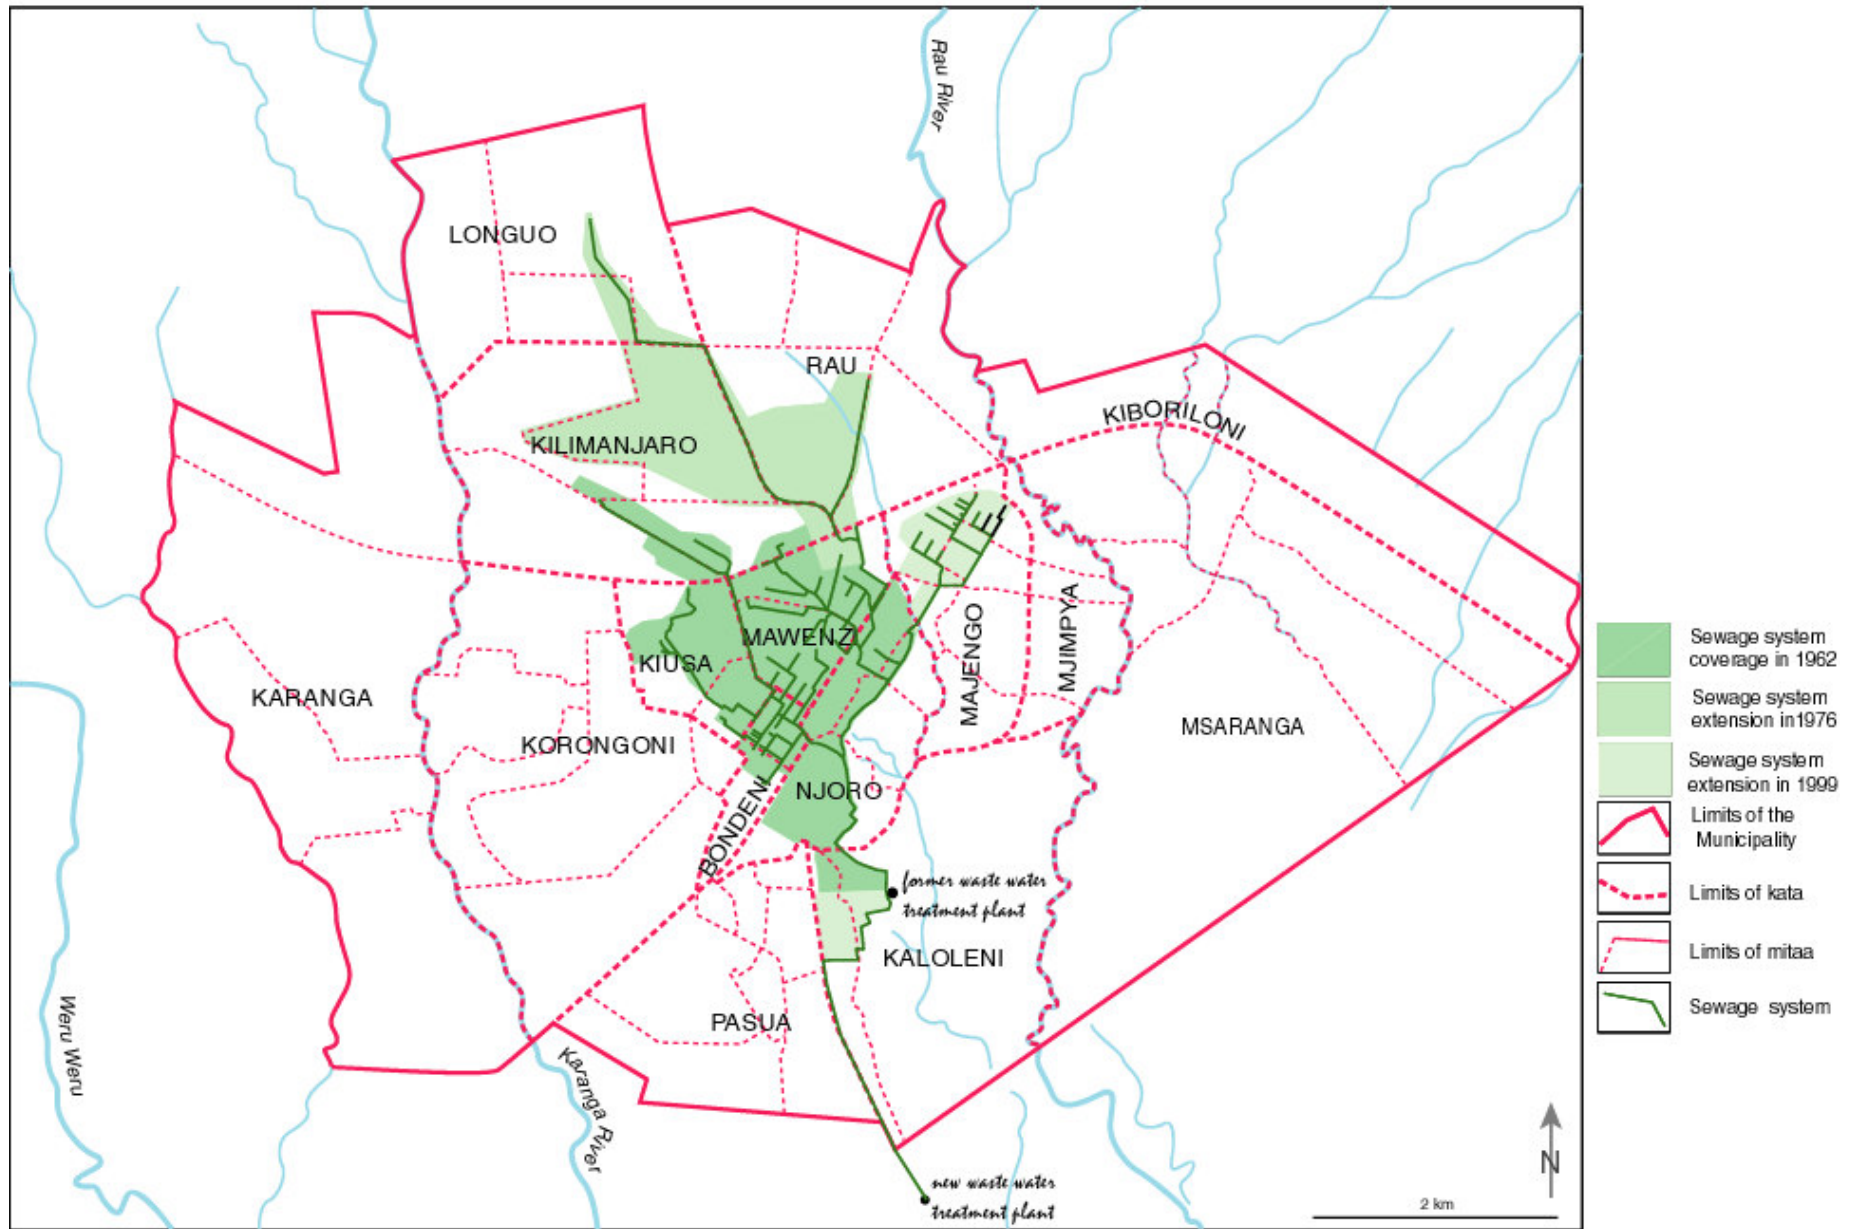 Rau River
LONGUO
RAU
KIBORILONI
KILIMANJARO
MAWENZI
KIUSA
MAJENGO
MJIMPYA
KARANGA
KORONGONI
MSARANGA
NJORO
BONDENI
former waste water
treatment plant
KALOLENI
PASUA
Weru Weru
Karanga River
new waste water
treatment plant
2 km
N
Sewage system
coverage in 1962
Sewage system
extension in1976
Sewage system
extension in 1999
Limits of the
Municipality
Limits of kata
Limits of mitaa
Sewage system